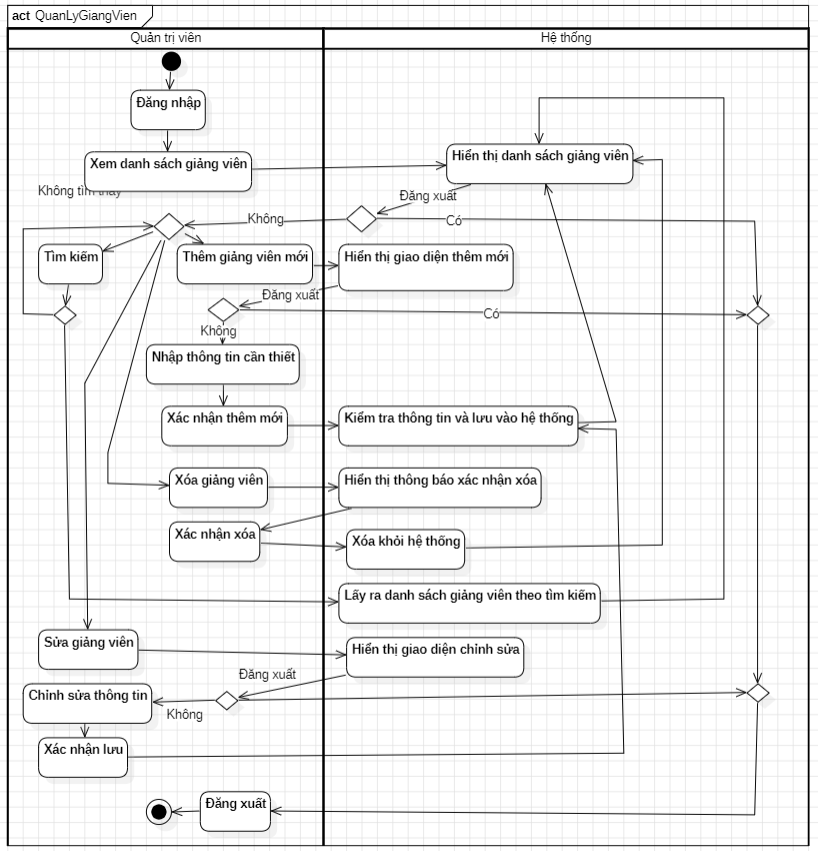 act QuanLyGiangVien
Quản trị viên
Hệ thống
Đăng nhập
Xem danh sách giảng viên
Hiển thị danh sách giảng viên
Không tìm thấy
Đăng xuất
Không
Có
Tìm kiếm
Thêm giảng viên mới
Hiển thị giao diện thêm mới
Đăng xuất
Có
Không
Nhập thông tin cần thiết
Xác nhận thêm mới
Kiểm tra thông tin và lưu vào hệ thống
Xóa giảng viên
Hiển thị thông báo xác nhận xóa
Xác nhận xóa
Xóa khỏi hệ thống
Lấy ra danh sách giảng viên theo tìm kiếm
Sửa giảng viên
Hiển thị giao diện chỉnh sửa
Đăng xuất
Chỉnh sửa thông tin
Không
Xác nhận lưu
Đăng xuất